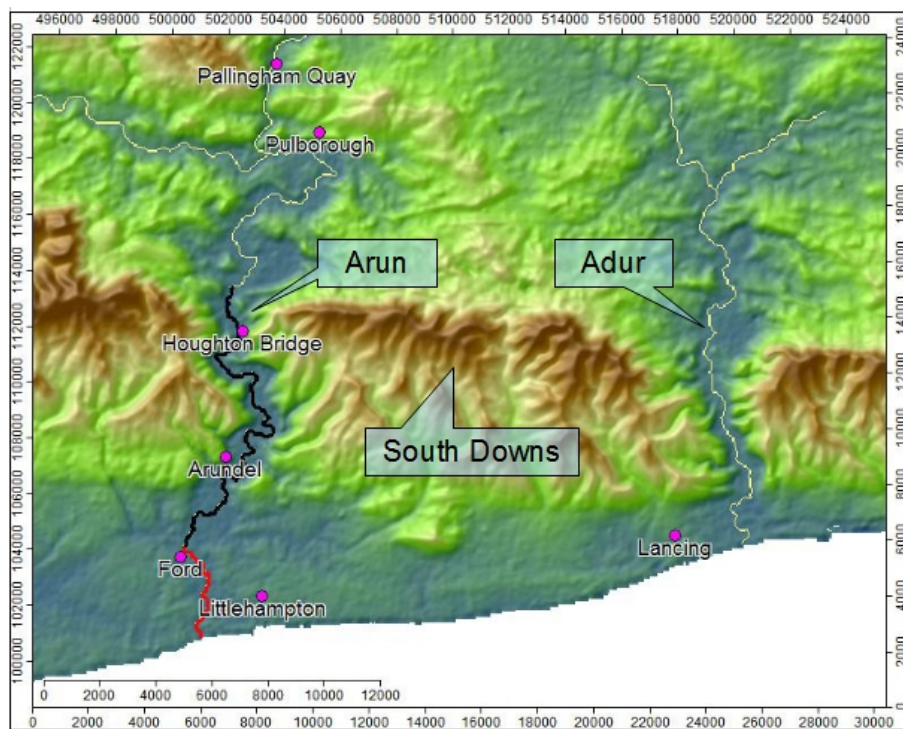 496000 498000 500000 502000 504000 506000 508000 510000 512000 514000 516000 518000 520000 522000 524000
122000
120000
118000
116000
114000
112000
110000
108000
106000
104000
102000
100000
24000
22000
20000
18000
16000
14000
12000
10000
8000
6000
4000
2000
0
Pallingham Quay
Pulborough
Arun
Adur
Houghton Bridge
South Downs
Arundel
Lancing
Ford
Littlehampton
0 2000 4000 6000 8000 10000 12000
0 2000 4000 6000 8000 10000 12000 14000 16000 18000 20000 22000 24000 26000 28000 30000